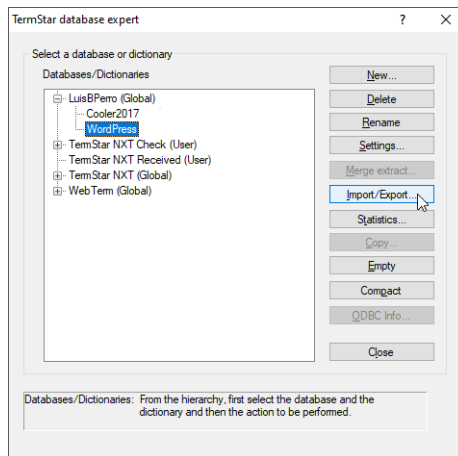 TermStar database expert
Select a database or dictionary
Databases/Dictionaries
LuisBPerro (Global)
Cooler2017
WordPress
TermStar NXT Check (User)
TermStar NXT Received (User)
TermStar NXT (Global)
WebTerm (Global)
New...
Delete
Rename
Settings...
Merge extract...
Import/Export...
Statistics...
Copy...
Empty
Compact
ODBC Info...
Close
Databases/Dictionaries: From the hierarchy, first select the database and the
dictionary and then the action to be performed.